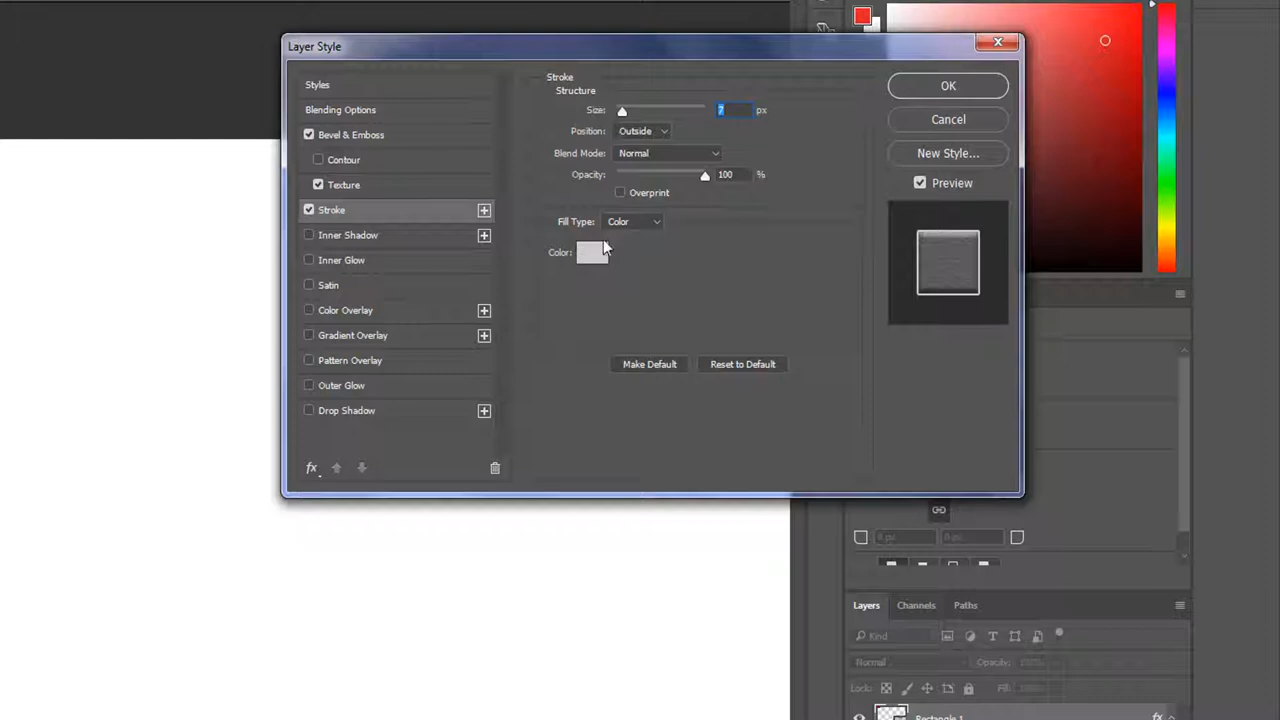 Layer Style
Styles
Blending Options
Bevel & Emboss
Contour
Texture
Stroke
Inner Shadow
Inner Glow
Satin
Color Overlay
Gradient Overlay
Pattern Overlay
Outer Glow
Drop Shadow
fx
Stroke
Structure
Size: 7 px
Position: Outside
Blend Mode: Normal
Opacity: 100 %
Overprint
Fill Type: Color
Color:
Make Default Reset to Default
OK
Cancel
New Style...
Preview
Layers Channels Paths
Kind
Normal Opacity: 100%
Lock: Fill:
Rectangle 1 fx